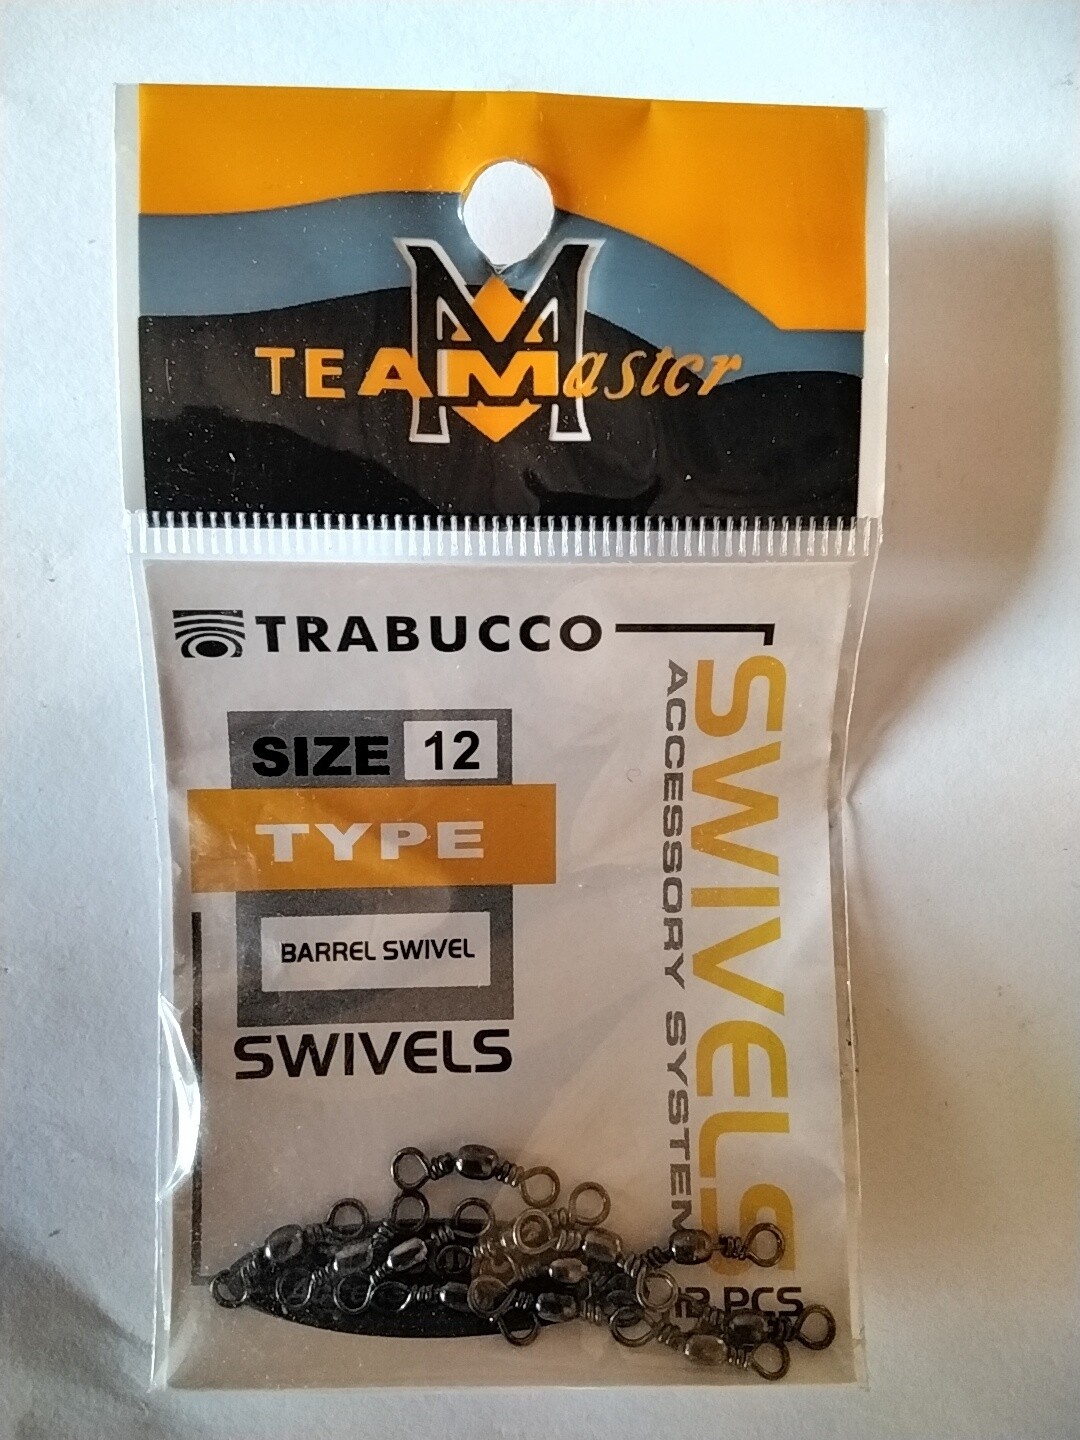 TEAMaster
TRABUCCO
SIZE 12
TYPE
BARREL SWIVEL
SWIVELS
SWIVELS
ACCESSORY SYSTEM
PCS